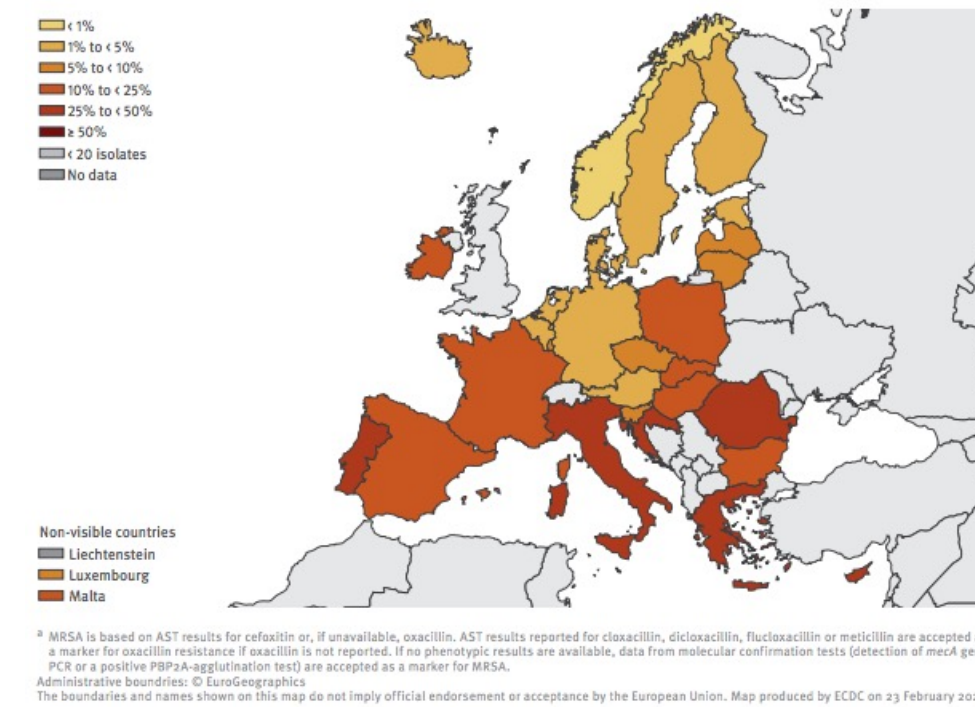 < 1%
1% to < 5%
5% to < 10%
10% to < 25%
25% to < 50%
≥ 50%
< 20 isolates
No data
Non-visible countries
Liechtenstein
Luxembourg
Malta
a MRSA is based on AST results for cefoxitin or, if unavailable, oxacillin. AST results reported for cloxacillin, dicloxacillin, flucloxacillin or meticillin are accepted
a marker for oxacillin resistance if oxacillin is not reported. If no phenotypic results are available, data from molecular confirmation tests (detection of mecA
PCR or a positive PBP2A-agglutination test) are accepted as a marker for MRSA.
Administrative boundries: © EuroGeographics
The boundaries and names shown on this map do not imply official endorsement or acceptance by the European Union. Map produced by ECDC on 23 February